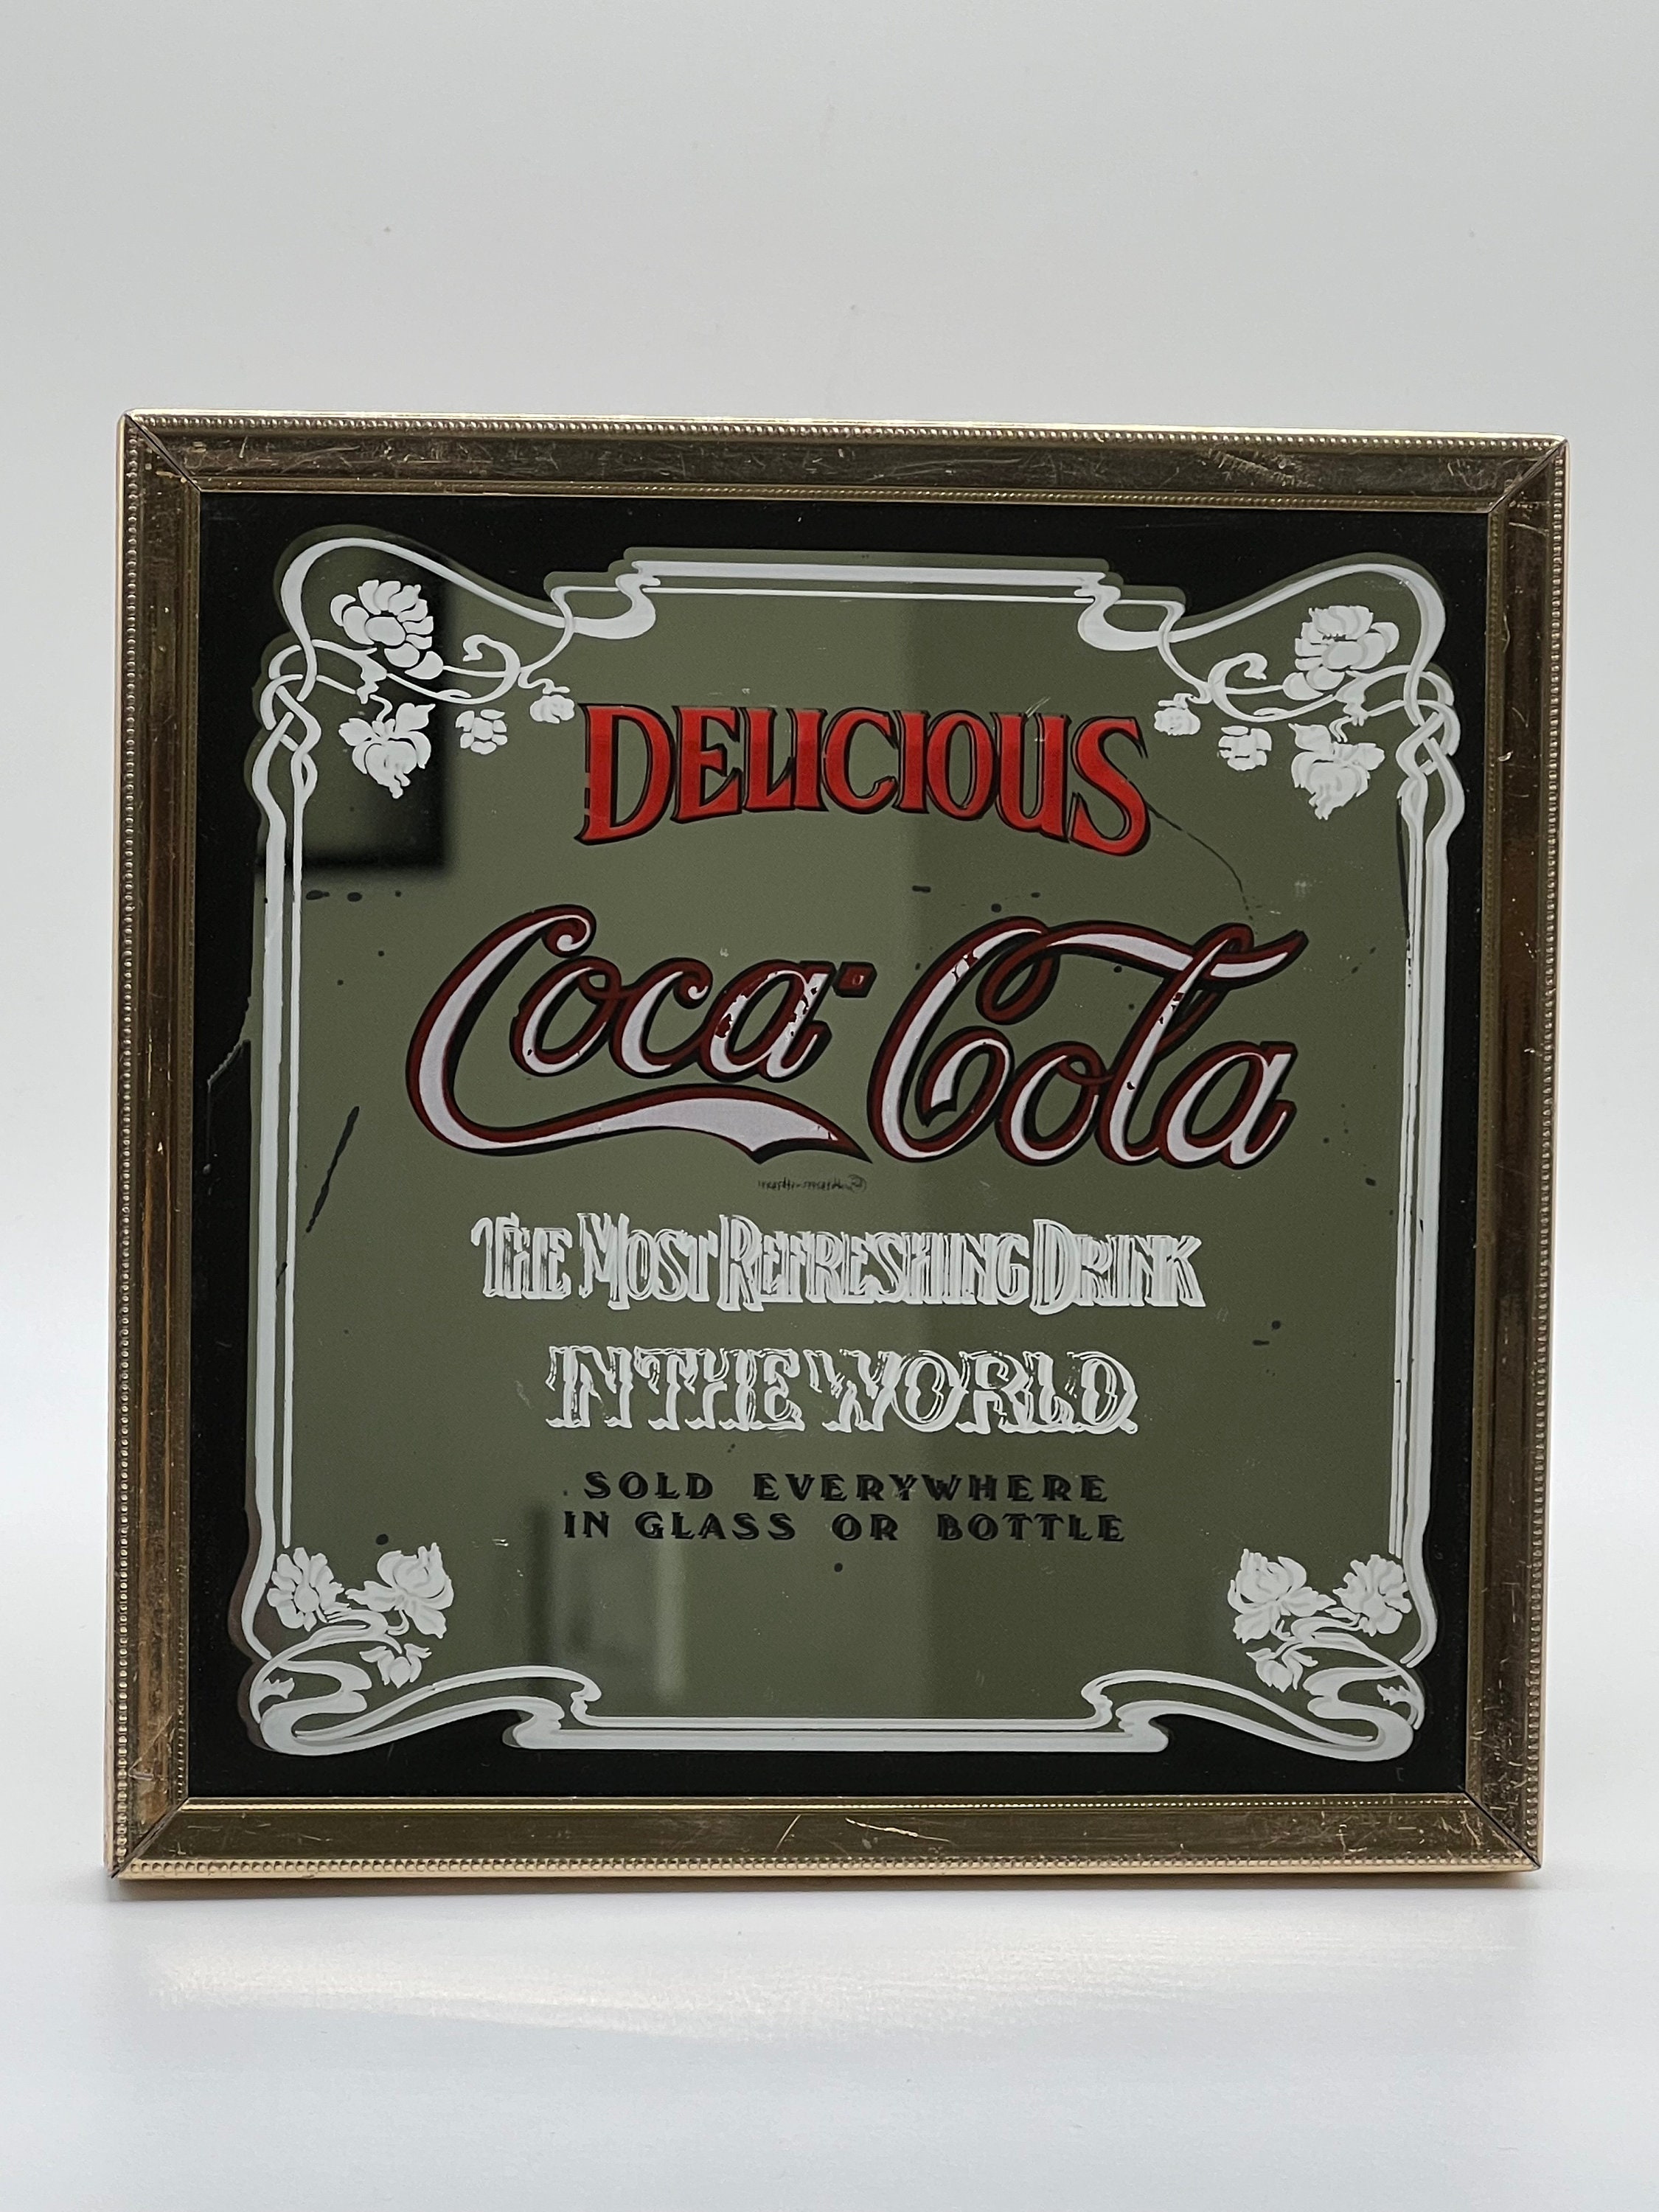 DELICIOUS
Coca-Cola
THE MOST REFRESHING DRINK
IN THE WORLD.
SOLD EVERYWHERE
IN GLASS OR BOTTLE